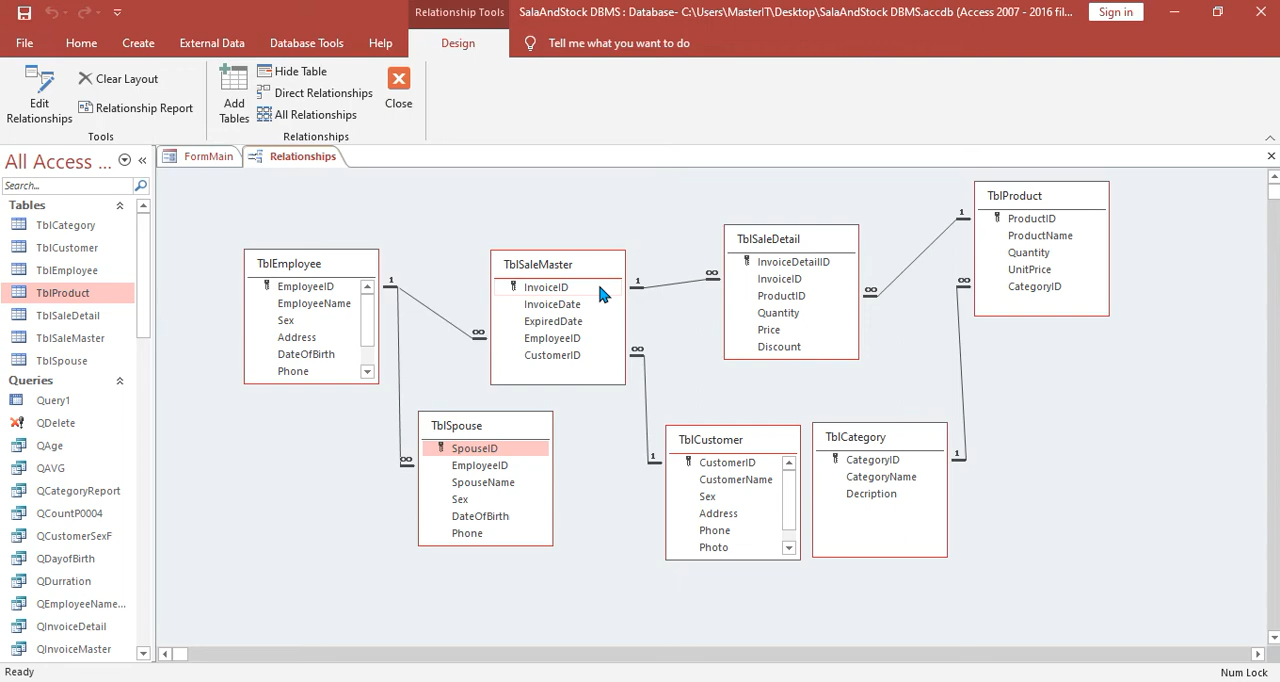 Relationship Tools
SalaAndStock DBMS : Database- C:\Users\MasterIT\Desktop\SalaAndStock DBMS.accdb (Access 2007 - 2016 fil...
Sign in
File
Home
Create
External Data
Database Tools
Help
Design
Tell me what you want to do
Edit Relationships
Clear Layout
Relationship Report
Tools
Add Tables
Hide Table
Direct Relationships
All Relationships
Relationships
Close
All Access ...
Search...
Tables
TblCategory
TblCustomer
TblEmployee
TblProduct
TblSaleDetail
TblSaleMaster
TblSpouse
Queries
Query1
QDelete
QAge
QAVG
QCategoryReport
QCountP0004
QCustomerSexF
QDayofBirth
QDurration
QEmployeeName...
QInvoiceDetail
QInvoiceMaster
FormMain
Relationships
TblEmployee
EmployeeID
EmployeeName
Sex
Address
DateOfBirth
Phone
1
∞
TblSaleMaster
InvoiceID
InvoiceDate
ExpiredDate
EmployeeID
CustomerID
1
∞
TblSaleDetail
InvoiceDetailID
InvoiceID
ProductID
Quantity
Price
Discount
∞
1
TblProduct
ProductID
ProductName
Quantity
UnitPrice
CategoryID
∞
TblSpouse
SpouseID
EmployeeID
SpouseName
Sex
DateOfBirth
Phone
∞
∞
1
TblCustomer
CustomerID
CustomerName
Sex
Address
Phone
Photo
TblCategory
CategoryID
CategoryName
Decription
1
Ready
Num Lock